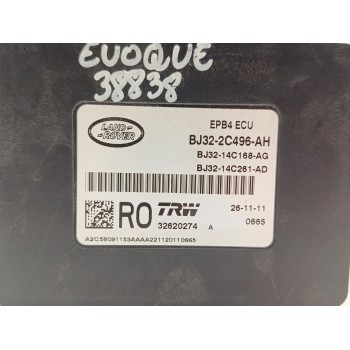 EVOQUE
38838
LAND ROVER
EPB4 ECU
BJ32-2C496-AH
BJ32-14C168-AG
BJ32-14C261-AD
RO
TRW
26-11-11
32620274 A
0665
A2C58091153AAAA221120110665